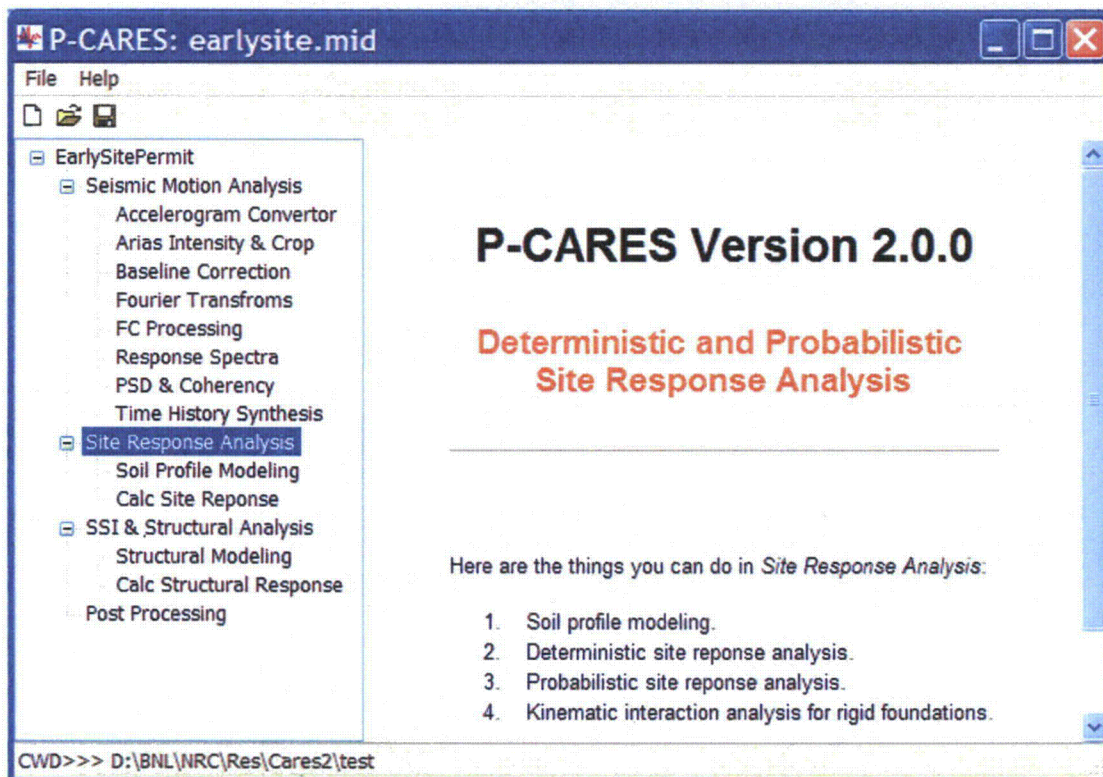 P-CARES: earlysite.mid
File Help
EarlySitePermit
Seismic Motion Analysis
Accelerogram Convertor
Arias Intensity & Crop
Baseline Correction
Fourier Transfroms
FC Processing
Response Spectra
PSD & Coherency
Time History Synthesis
Site Response Analysis
Soil Profile Modeling
Calc Site Reponse
SSI & Structural Analysis
Structural Modeling
Calc Structural Response
Post Processing
P-CARES Version 2.0.0
Deterministic and Probabilistic
Site Response Analysis
Here are the things you can do in Site Response Analysis:
1. Soil profile modeling.
2. Deterministic site reponse analysis.
3. Probabilistic site reponse analysis.
4. Kinematic interaction analysis for rigid foundations.
CWD>>> D:\BNL\NRC\Res\Cares2\test